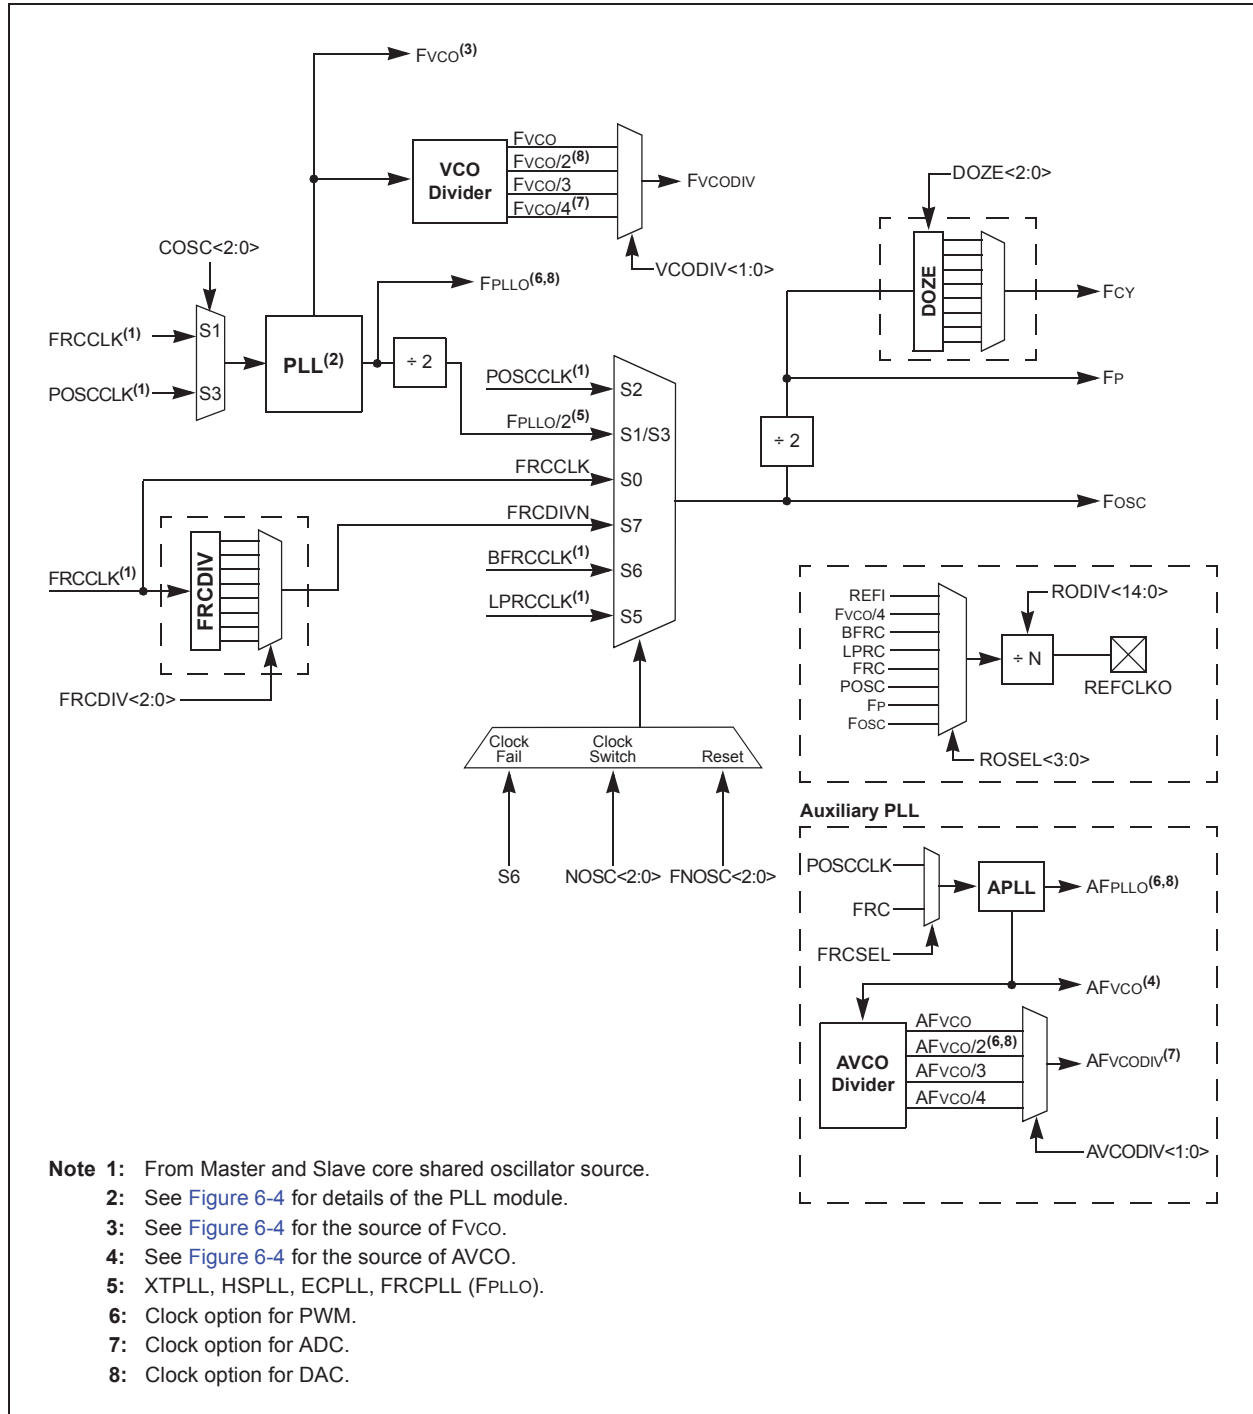 FVCO(3)
VCO
Divider
FVCO
FVCO/2(8)
FVCO/3
FVCO/4(7)
FVCODIV
VCODIV<1:0>
DOZE<2:0>
DOZE
FCY
FP
÷ 2
FOSC
COSC<2:0>
FRCCLK(1)
S1
POSCCLK(1)
S3
PLL(2)
FPLLO(6,8)
÷ 2
POSCCLK(1)
S2
FPLLO/2(5)
S1/S3
FRCCLK
S0
FRCDIVN
S7
BFRCCLK(1)
S6
LPRCCLK(1)
S5
FRCCLK(1)
FRCDIV
FRCDIV<2:0>
Clock
Fail
Clock
Switch
Reset
S6
NOSC<2:0>
FNOSC<2:0>
REFI
FVCO/4
BFRC
LPRC
FRC
POSC
FP
FOSC
RODIV<14:0>
÷ N
REFCLKO
ROSEL<3:0>
Auxiliary PLL
POSCCLK
FRC
FRCSEL
APLL
AFPLLO(6,8)
AFVCO(4)
AVCO
Divider
AFVCO
AFVCO/2(6,8)
AFVCO/3
AFVCO/4
AFVCODIV(7)
AVCODIV<1:0>
Note 1: From Master and Slave core shared oscillator source.
2: See Figure 6-4 for details of the PLL module.
3: See Figure 6-4 for the source of FVCO.
4: See Figure 6-4 for the source of AVCO.
5: XTPLL, HSPLL, ECPLL, FRCPLL (FPLLO).
6: Clock option for PWM.
7: Clock option for ADC.
8: Clock option for DAC.